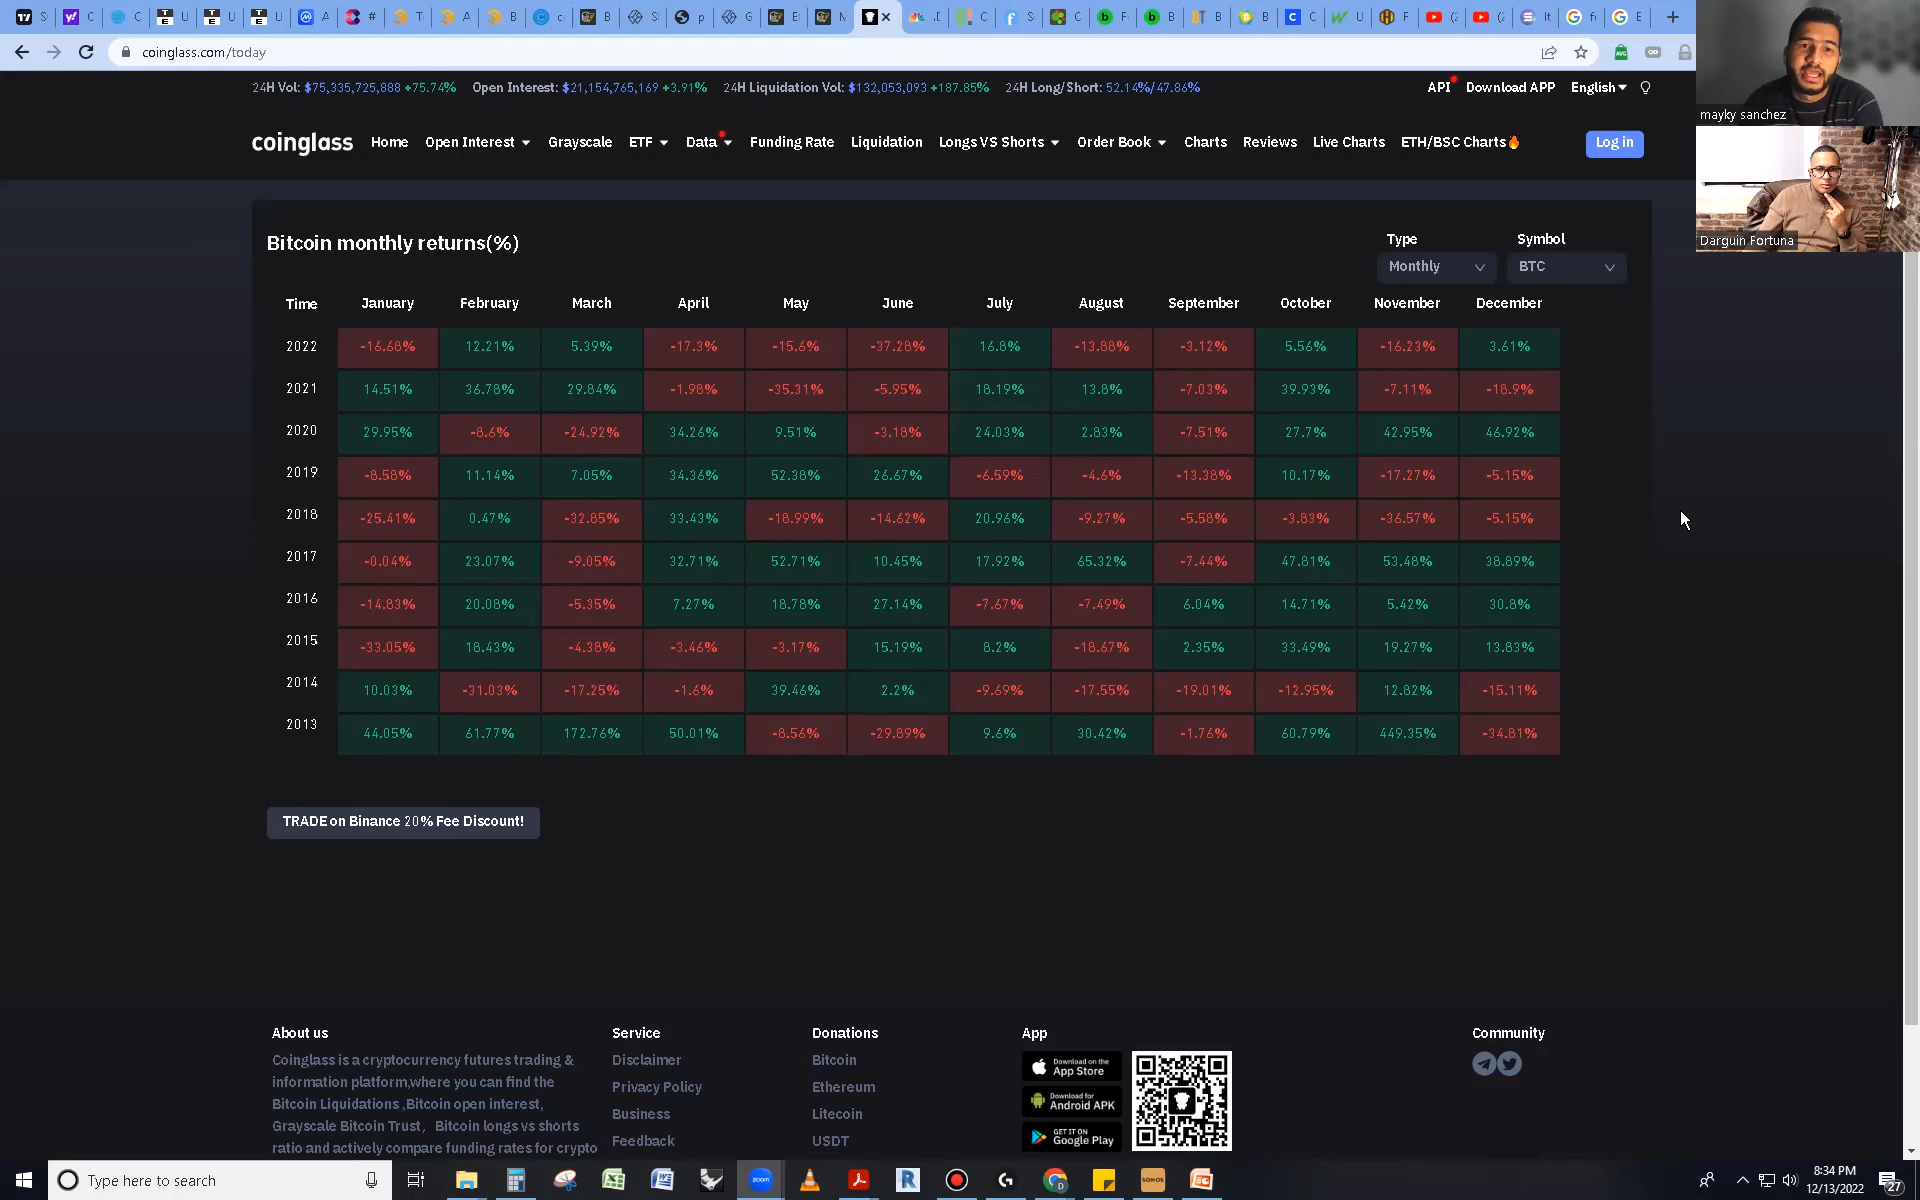 coinglass.com/today
24H Vol: $75,335,725,888 +75.74% Open Interest: $21,154,765,169 +3.91% 24H Liquidation Vol: $132,053,093 +187.85% 24H Long/Short: 52.14%/47.86% API Download APP English
mayky sanchez
coinglass Home Open Interest Grayscale ETF Data Funding Rate Liquidation Longs VS Shorts Order Book Charts Reviews Live Charts ETH/BSC Charts Log in
Darguin Fortuna
Bitcoin monthly returns(%)
Type Symbol
Monthly BTC
Time January February March April May June July August September October November December
2022 -16.68% 12.21% 5.39% -17.3% -15.6% -37.28% 16.8% -13.88% -3.12% 5.56% -16.23% 3.61%
2021 14.51% 36.78% 29.84% -1.98% -35.31% -5.95% 18.19% 13.8% -7.03% 39.93% -7.11% -18.9%
2020 29.95% -8.6% -24.92% 34.26% 9.51% -3.18% 24.03% 2.83% -7.51% 27.7% 42.95% 46.92%
2019 -8.58% 11.14% 7.05% 34.36% 52.38% 26.67% -6.59% -4.6% -13.38% 10.17% -17.27% -5.15%
2018 -25.41% 0.47% -32.85% 33.43% -18.99% -14.62% 20.96% -9.27% -5.58% -3.83% -36.57% -5.15%
2017 -0.04% 23.07% -9.05% 32.71% 52.71% 10.45% 17.92% 65.32% -7.44% 47.81% 53.48% 38.89%
2016 -14.83% 20.08% -5.35% 7.27% 18.78% 27.14% -7.67% -7.49% 6.04% 14.71% 5.42% 30.8%
2015 -33.05% 18.43% -4.38% -3.46% -3.17% 15.19% 8.2% -18.67% 2.35% 33.49% 19.27% 13.83%
2014 10.03% -31.03% -17.25% -1.6% 39.46% 2.2% -9.69% -17.55% -19.01% -12.95% 12.82% -15.11%
2013 44.05% 61.77% 172.76% 50.01% -8.56% -29.89% 9.6% 30.42% -1.76% 60.79% 449.35% -34.81%
TRADE on Binance 20% Fee Discount!
About us
Coinglass is a cryptocurrency futures trading &
information platform,where you can find the
Bitcoin Liquidations ,Bitcoin open interest,
Grayscale Bitcoin Trust，Bitcoin longs vs shorts
ratio and actively compare funding rates for crypto
Service
Disclaimer
Privacy Policy
Business
Feedback
Donations
Bitcoin
Ethereum
Litecoin
USDT
App
Download on the
App Store
Download for
Android APK
GET IT ON
Google Play
Community
Type here to search
zoom
SONOS
8:34 PM
12/13/2022
27